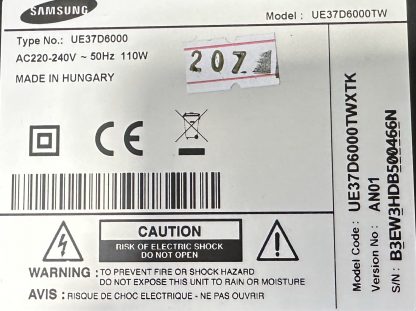 SAMSUNG
Model : UE37D6000TW
Type No.: UE37D6000
AC220-240V ~ 50Hz 110W
MADE IN HUNGARY
207
CE
CAUTION
RISK OF ELECTRIC SHOCK
DO NOT OPEN
WARNING : TO PREVENT FIRE OR SHOCK HAZARD
DO NOT EXPOSE THIS UNIT TO RAIN OR MOISTURE
AVIS : RISQUE DE CHOC ELECTRIQUE - NE PAS OUVRIR
Model Code : UE37D6000TWXTK
Version No : AN01
S/N : B3EW3HDB500466N